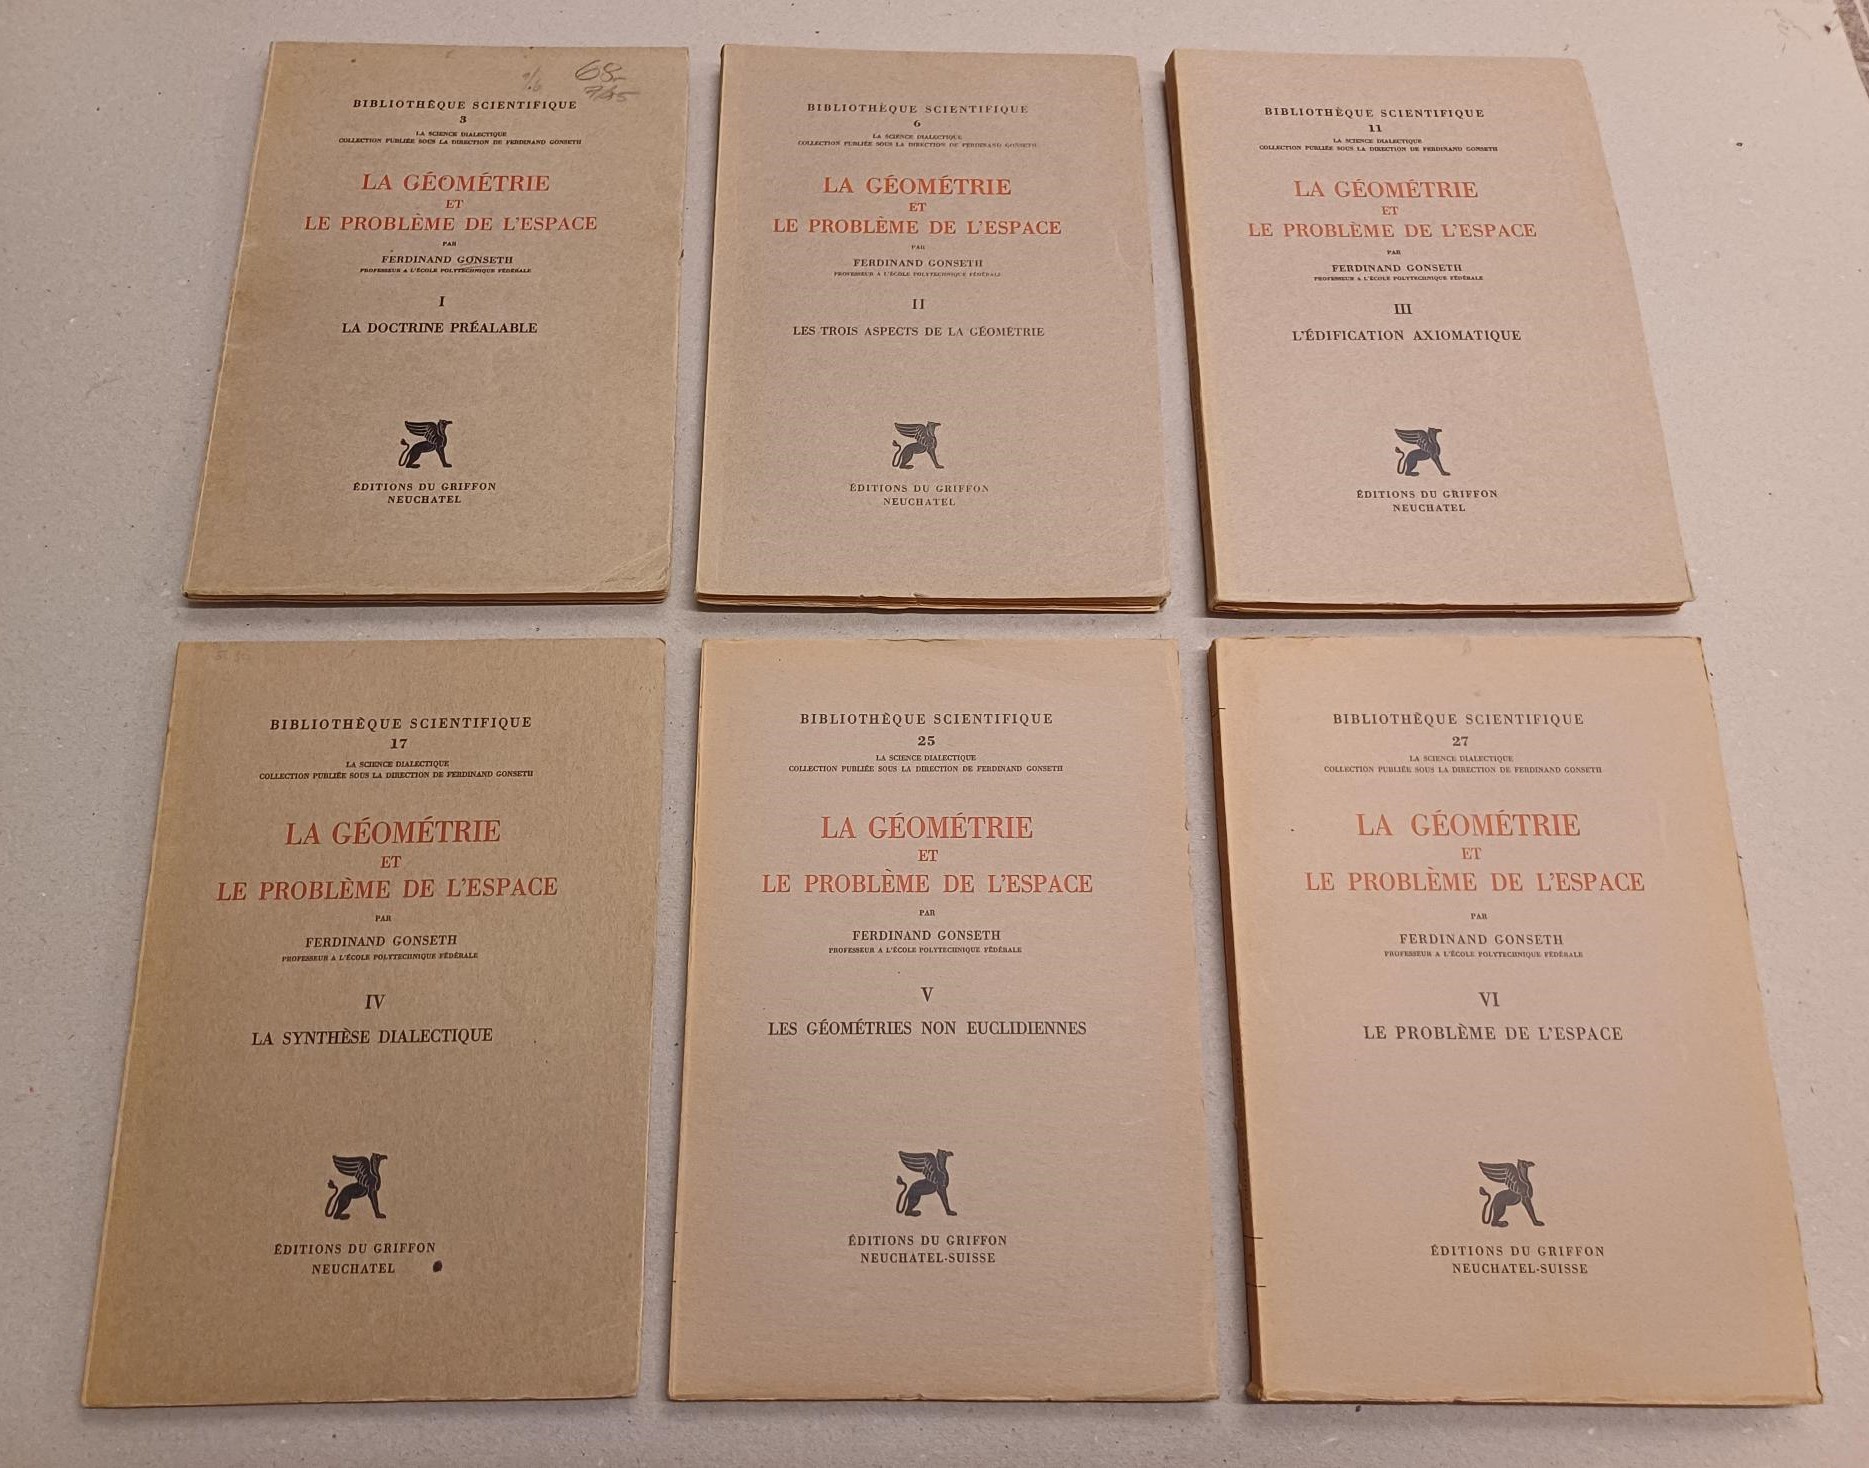 68.-
BIBLIOTHÈQUE SCIENTIFIQUE
3
LA SCIENCE DIALECTIQUE
COLLECTION PUBLIÉE SOUS LA DIRECTION DE FERDINAND GONSETH
LA GÉOMÉTRIE
ET
LE PROBLÈME DE L'ESPACE
PAR
FERDINAND GONSETH
PROFESSEUR A L'ÉCOLE POLYTECHNIQUE FÉDÉRALE
I
LA DOCTRINE PRÉALABLE
ÉDITIONS DU GRIFFON
NEUCHATEL
BIBLIOTHÈQUE SCIENTIFIQUE
6
LA SCIENCE DIALECTIQUE
COLLECTION PUBLIÉE SOUS LA DIRECTION DE FERDINAND GONSETH
LA GÉOMÉTRIE
ET
LE PROBLÈME DE L'ESPACE
PAR
FERDINAND GONSETH
PROFESSEUR A L'ÉCOLE POLYTECHNIQUE FÉDÉRALE
II
LES TROIS ASPECTS DE LA GÉOMÉTRIE
ÉDITIONS DU GRIFFON
NEUCHATEL
BIBLIOTHÈQUE SCIENTIFIQUE
11
LA SCIENCE DIALECTIQUE
COLLECTION PUBLIÉE SOUS LA DIRECTION DE FERDINAND GONSETH
LA GÉOMÉTRIE
ET
LE PROBLÈME DE L'ESPACE
PAR
FERDINAND GONSETH
PROFESSEUR A L'ÉCOLE POLYTECHNIQUE FÉDÉRALE
III
L'ÉDIFICATION AXIOMATIQUE
ÉDITIONS DU GRIFFON
NEUCHATEL
BIBLIOTHÈQUE SCIENTIFIQUE
17
LA SCIENCE DIALECTIQUE
COLLECTION PUBLIÉE SOUS LA DIRECTION DE FERDINAND GONSETH
LA GÉOMÉTRIE
ET
LE PROBLÈME DE L'ESPACE
PAR
FERDINAND GONSETH
PROFESSEUR A L'ÉCOLE POLYTECHNIQUE FÉDÉRALE
IV
LA SYNTHÈSE DIALECTIQUE
ÉDITIONS DU GRIFFON
NEUCHATEL
BIBLIOTHÈQUE SCIENTIFIQUE
25
LA SCIENCE DIALECTIQUE
COLLECTION PUBLIÉE SOUS LA DIRECTION DE FERDINAND GONSETH
LA GÉOMÉTRIE
ET
LE PROBLÈME DE L'ESPACE
PAR
FERDINAND GONSETH
PROFESSEUR A L'ÉCOLE POLYTECHNIQUE FÉDÉRALE
V
LES GÉOMÉTRIES NON EUCLIDIENNES
ÉDITIONS DU GRIFFON
NEUCHATEL-SUISSE
BIBLIOTHÈQUE SCIENTIFIQUE
27
LA SCIENCE DIALECTIQUE
COLLECTION PUBLIÉE SOUS LA DIRECTION DE FERDINAND GONSETH
LA GÉOMÉTRIE
ET
LE PROBLÈME DE L'ESPACE
PAR
FERDINAND GONSETH
PROFESSEUR A L'ÉCOLE POLYTECHNIQUE FÉDÉRALE
VI
LE PROBLÈME DE L'ESPACE
ÉDITIONS DU GRIFFON
NEUCHATEL-SUISSE